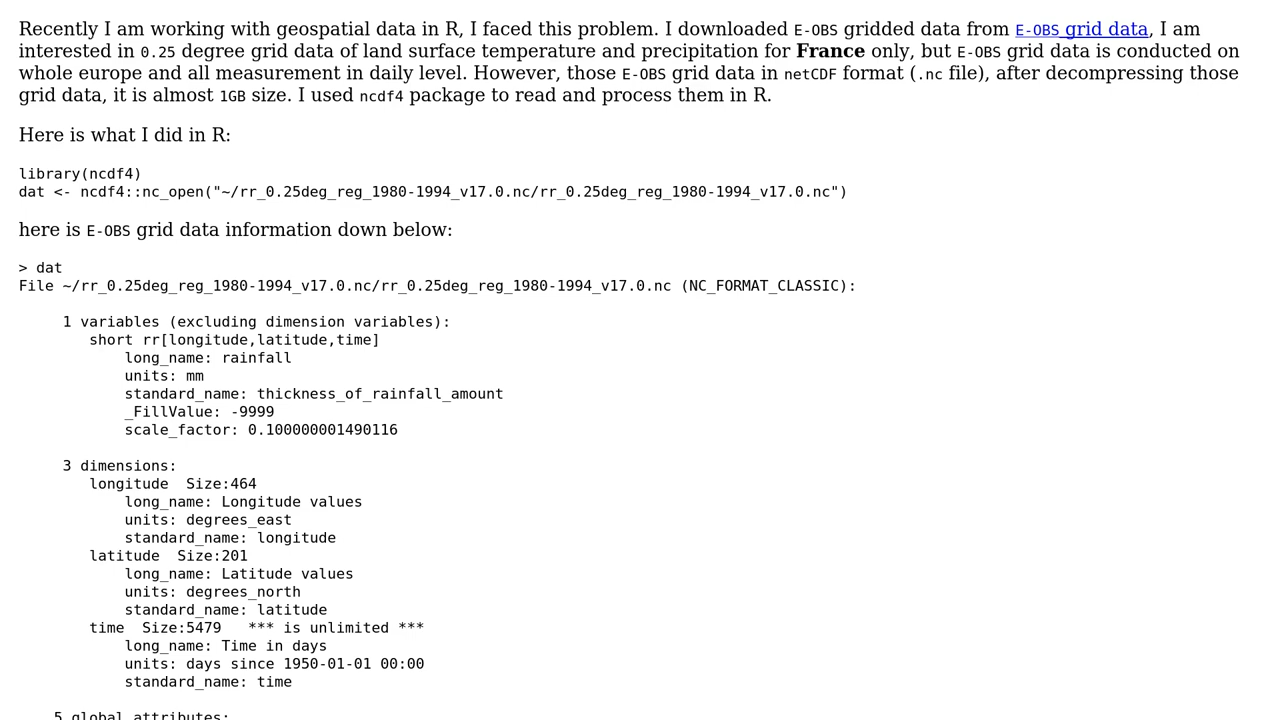 Recently I am working with geospatial data in R, I faced this problem. I downloaded E-OBS gridded data from E-OBS grid data, I am
interested in 0.25 degree grid data of land surface temperature and precipitation for France only, but E-OBS grid data is conducted on
whole europe and all measurement in daily level. However, those E-OBS grid data in netCDF format (.nc file), after decompressing those
grid data, it is almost 1GB size. I used ncdf4 package to read and process them in R.
Here is what I did in R:
library(ncdf4)
dat <- ncdf4::nc_open("~/rr_0.25deg_reg_1980-1994_v17.0.nc/rr_0.25deg_reg_1980-1994_v17.0.nc")
here is E-OBS grid data information down below:
> dat
File ~/rr_0.25deg_reg_1980-1994_v17.0.nc/rr_0.25deg_reg_1980-1994_v17.0.nc (NC_FORMAT_CLASSIC):
1 variables (excluding dimension variables):
short rr[longitude,latitude,time]
long_name: rainfall
units: mm
standard_name: thickness_of_rainfall_amount
_FillValue: -9999
scale_factor: 0.100000001490116
3 dimensions:
longitude  Size:464
long_name: Longitude values
units: degrees_east
standard_name: longitude
latitude  Size:201
long_name: Latitude values
units: degrees_north
standard_name: latitude
time  Size:5479   *** is unlimited ***
long_name: Time in days
units: days since 1950-01-01 00:00
standard_name: time
5 global attributes: